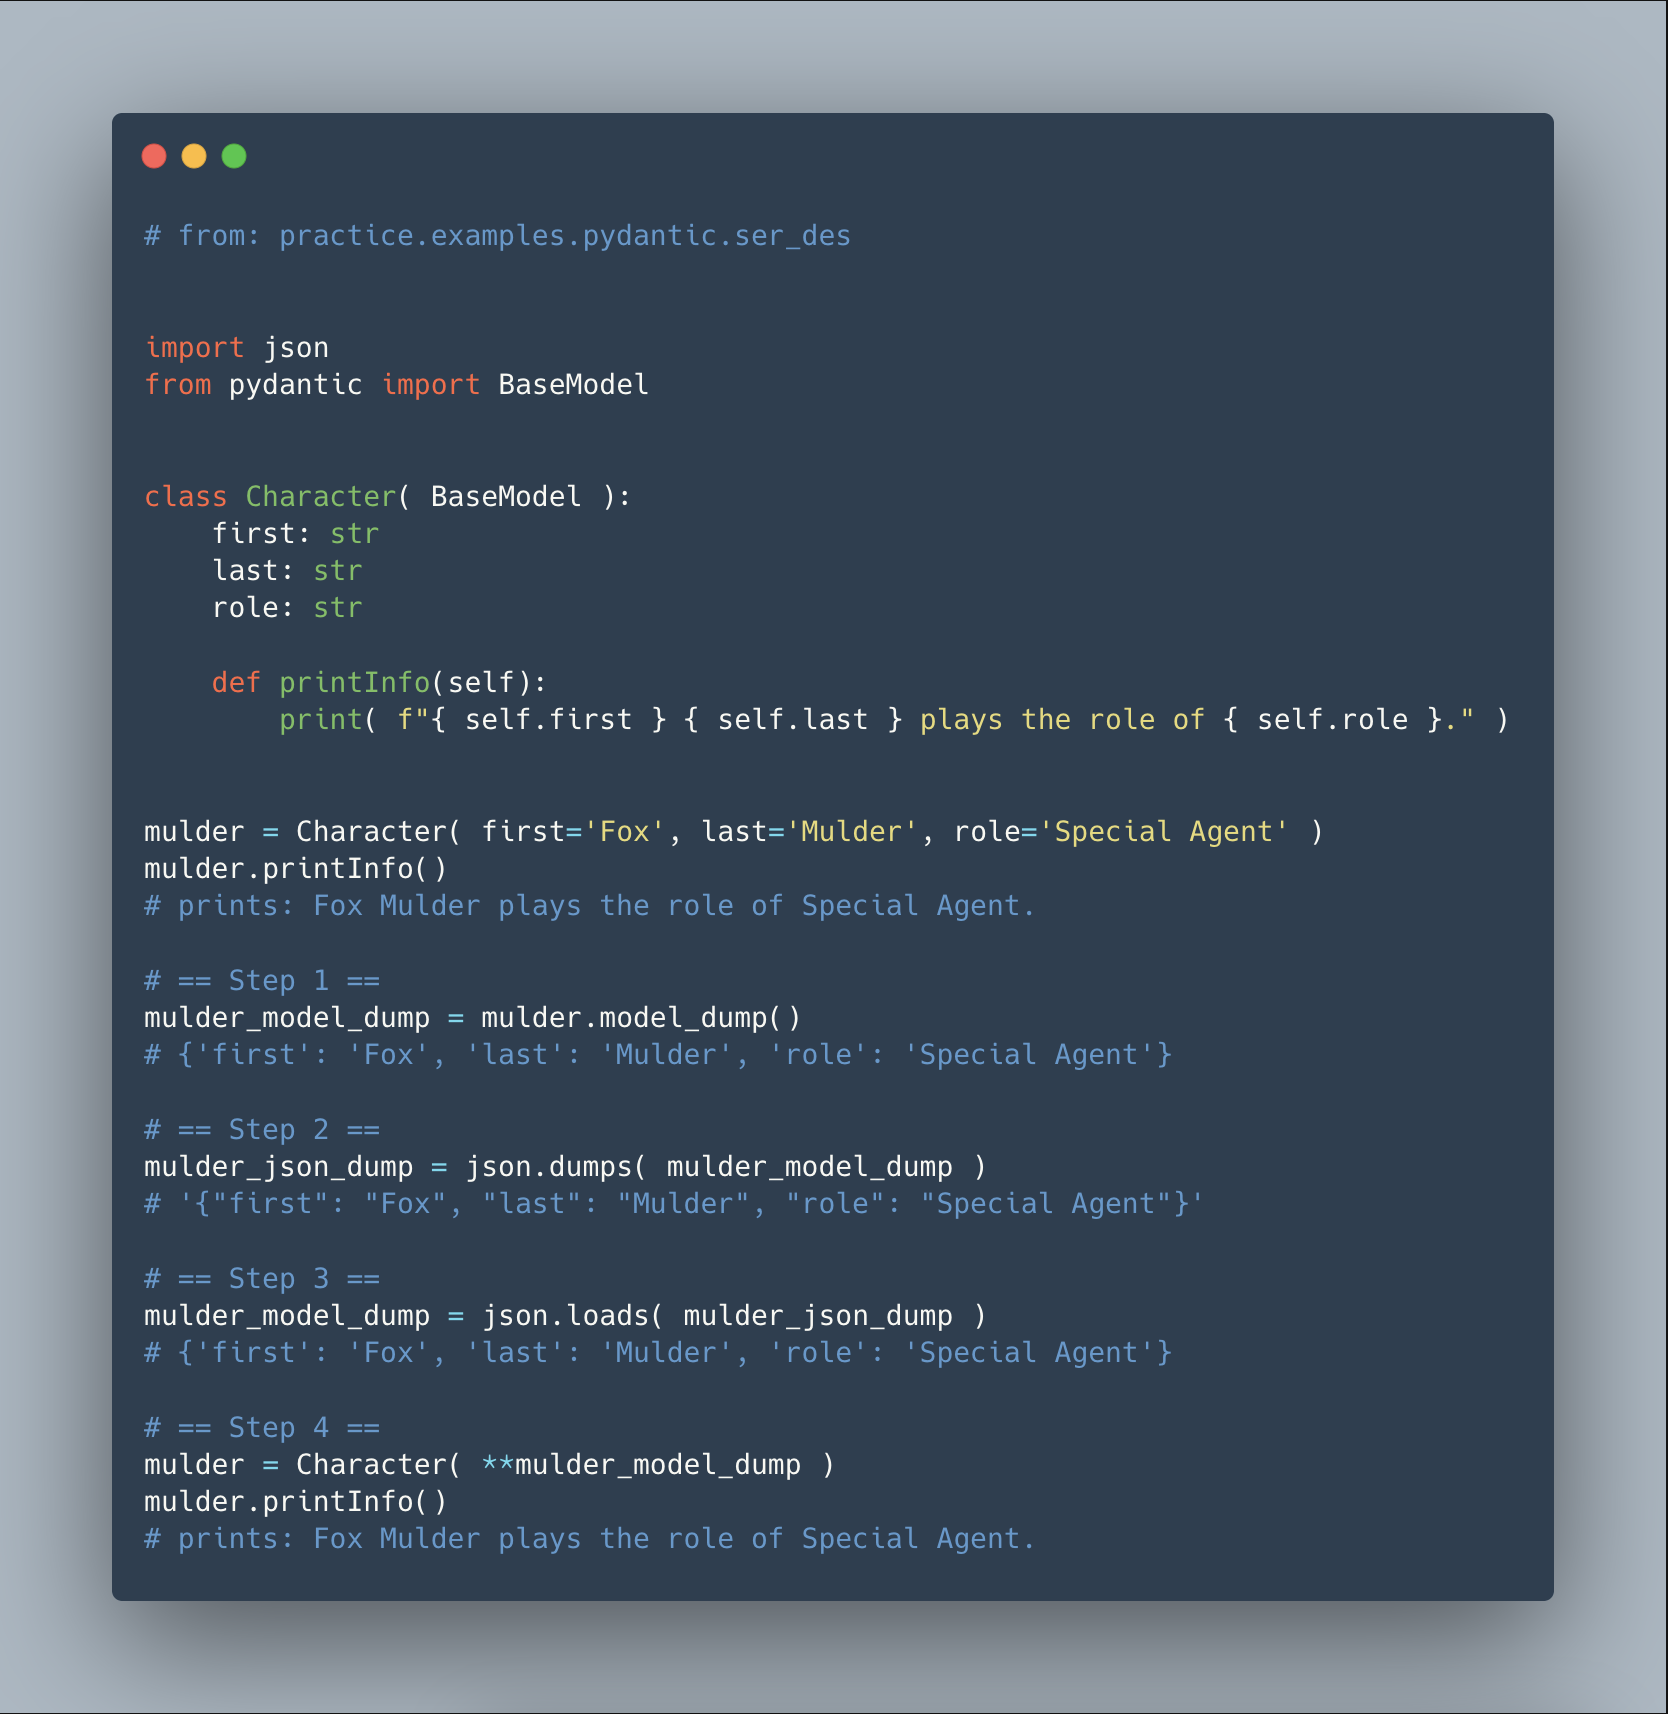 # from: practice.examples.pydantic.ser_des
import json
from pydantic import BaseModel
class Character( BaseModel ):
    first: str
    last: str
    role: str
    def printInfo(self):
        print( f"{ self.first } { self.last } plays the role of { self.role }." )
mulder = Character( first='Fox', last='Mulder', role='Special Agent' )
mulder.printInfo()
# prints: Fox Mulder plays the role of Special Agent.
# == Step 1 ==
mulder_model_dump = mulder.model_dump()
# {'first': 'Fox', 'last': 'Mulder', 'role': 'Special Agent'}
# == Step 2 ==
mulder_json_dump = json.dumps( mulder_model_dump )
# '{"first": "Fox", "last": "Mulder", "role": "Special Agent"}'
# == Step 3 ==
mulder_model_dump = json.loads( mulder_json_dump )
# {'first': 'Fox', 'last': 'Mulder', 'role': 'Special Agent'}
# == Step 4 ==
mulder = Character( **mulder_model_dump )
mulder.printInfo()
# prints: Fox Mulder plays the role of Special Agent.